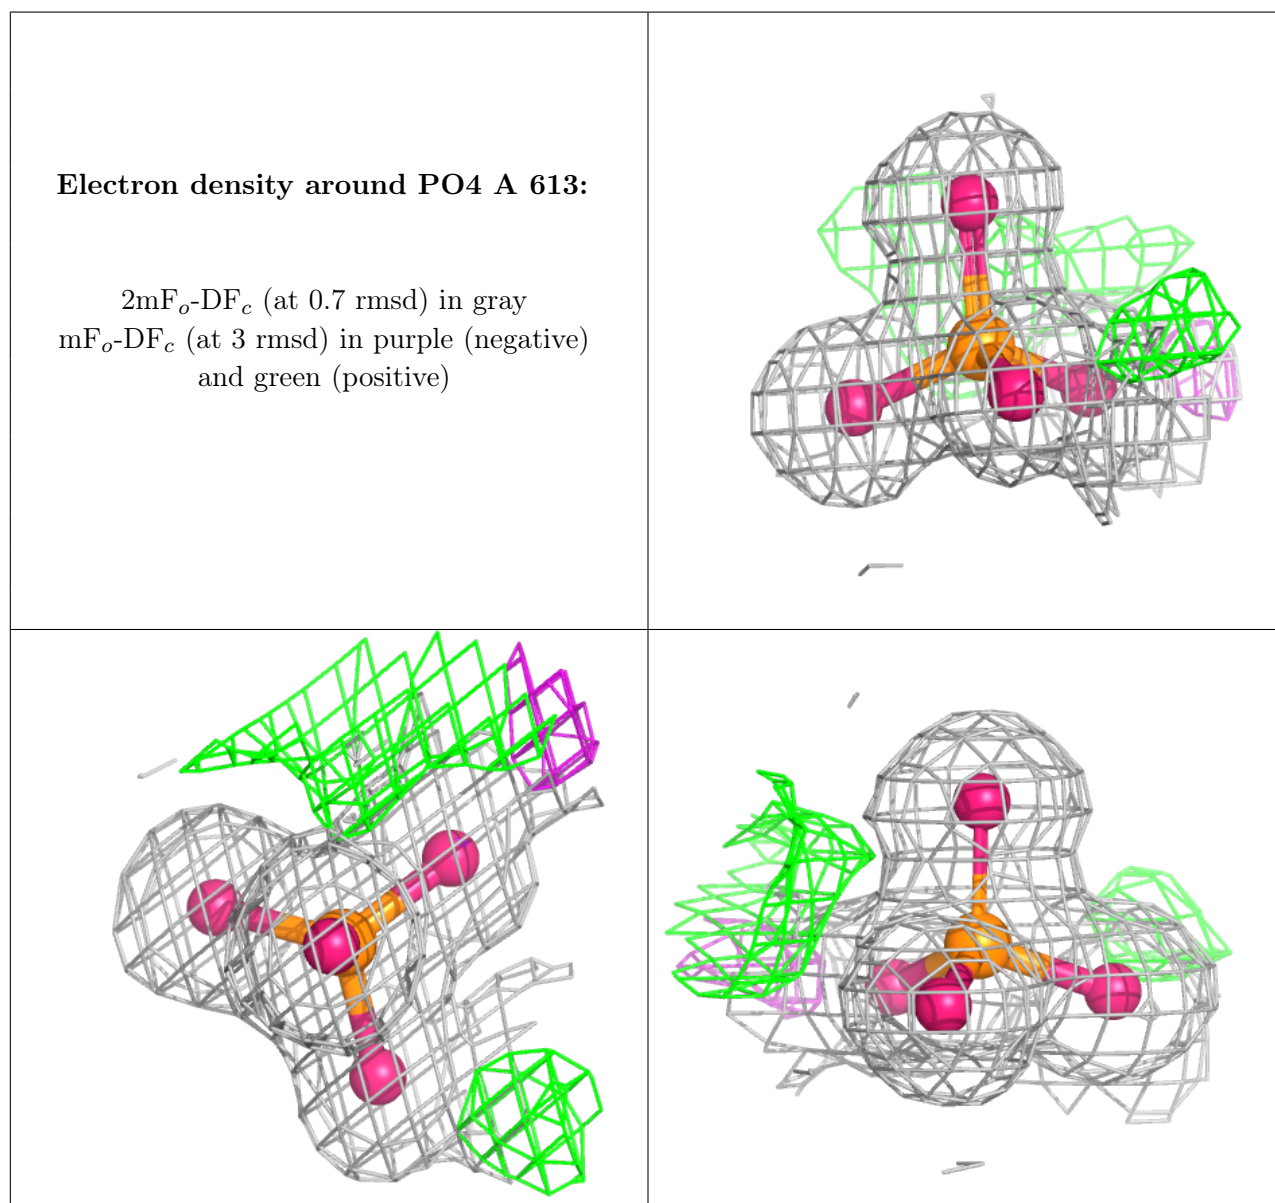 Electron density around PO4 A 613:
2mFo-DFc (at 0.7 rmsd) in gray
mFo-DFc (at 3 rmsd) in purple (negative)
and green (positive)